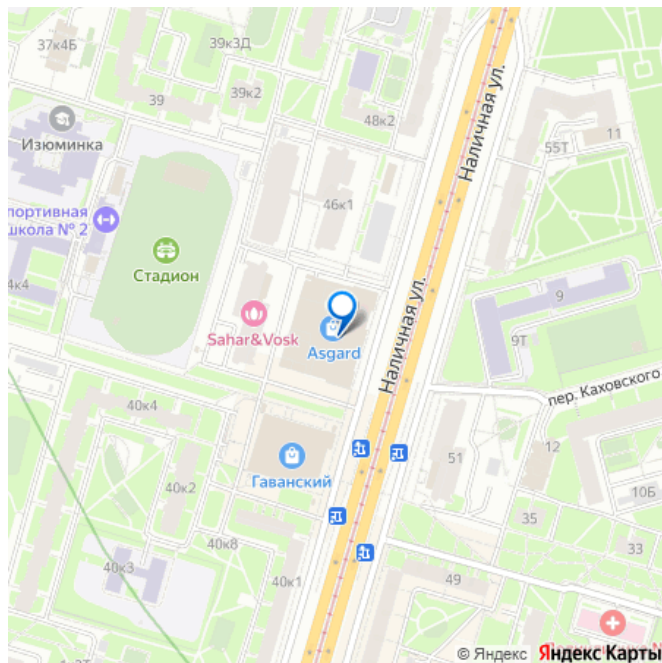 37к4Б
39к3Д
39
39к2
48к2
Наличная ул.
11
55Т
Изюминка
46к1
портивная
школа № 2
Стадион
4к4
Sahar&Vosk
Asgard
Наличная ул.
9
9Т
пер. Каховского
40к4
Гаванский
51
12
40к2
10Б
35
40к8
33
40к3
40к1
49
© Яндекс Яндекс Карты